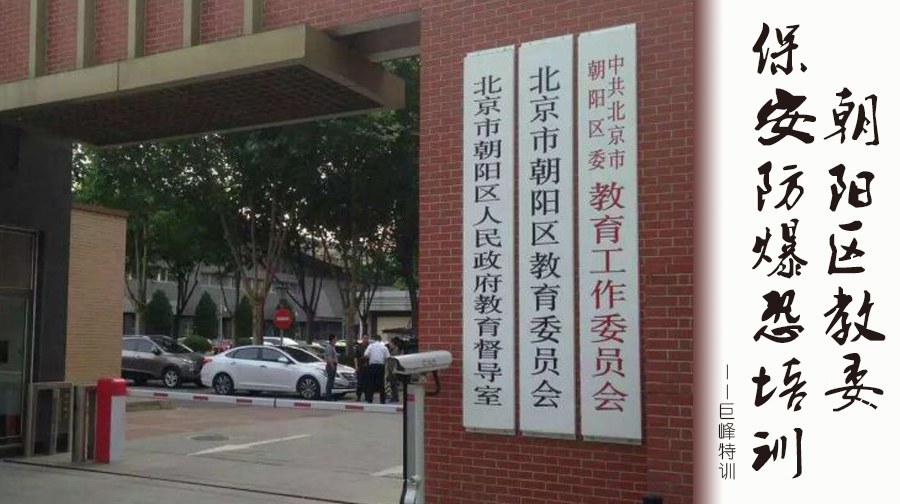 中共北京市
朝阳区委
教育工作委员会
北京市朝阳区教育委员会
北京市朝阳区人民政府教育督导室
朝阳区教委
保安防爆恐培训
——巨峰特训